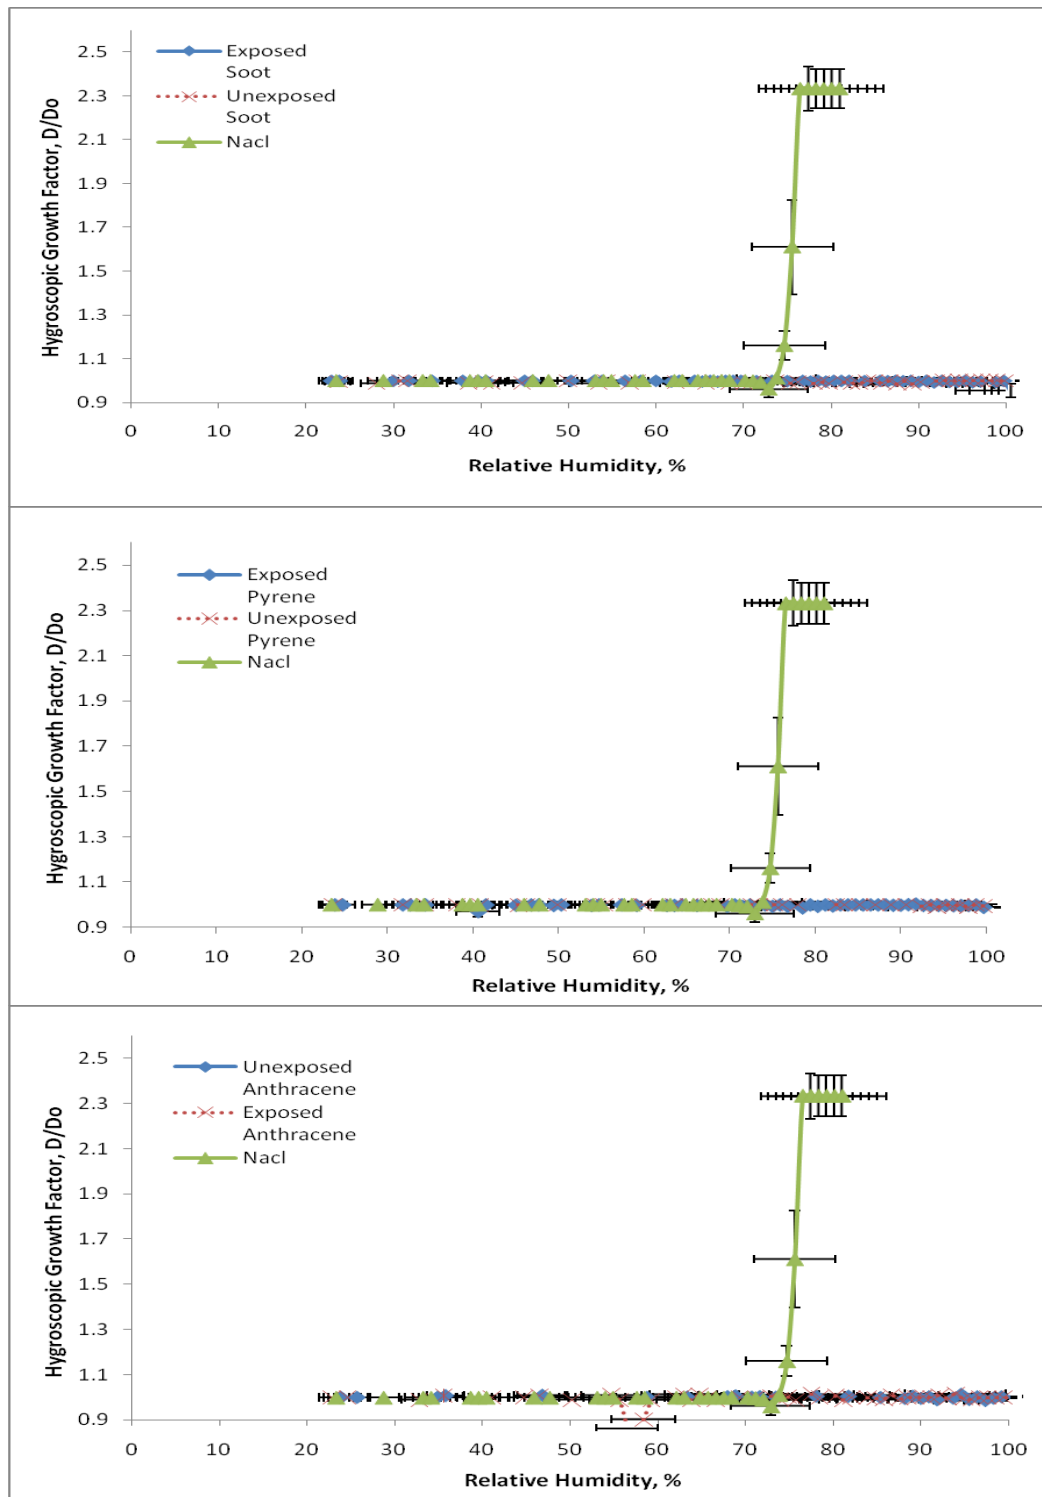 Hygroscopic Growth Factor, D/Do
2.5
2.3
2.1
1.9
1.7
1.5
1.3
1.1
0.9
Exposed
Soot
Unexposed
Soot
Nacl
0 10 20 30 40 50 60 70 80 90 100
Relative Humidity, %
Hygroscopic Growth Factor, D/Do
2.5
2.3
2.1
1.9
1.7
1.5
1.3
1.1
0.9
Exposed
Pyrene
Unexposed
Pyrene
Nacl
0 10 20 30 40 50 60 70 80 90 100
Relative Humidity, %
Hygroscopic Growth Factor, D/Do
2.5
2.3
2.1
1.9
1.7
1.5
1.3
1.1
0.9
Unexposed
Anthracene
Exposed
Anthracene
Nacl
0 10 20 30 40 50 60 70 80 90 100
Relative Humidity, %